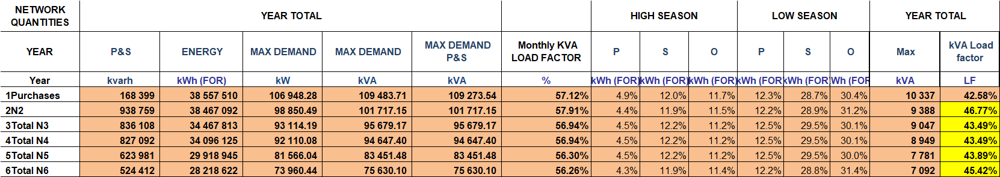 NETWORK QUANTITIES YEAR TOTAL HIGH SEASON LOW SEASON YEAR TOTAL
YEAR P&S ENERGY MAX DEMAND MAX DEMAND MAX DEMAND P&S Monthly KVA LOAD FACTOR P S O P S O Max kVA Load factor
Year kvarh kWh (FOR) kW kVA kVA % kWh (FOR) kWh (FOR) kWh (FOR) kWh (FOR) kWh (FOR) Wh (FOR kVA LF
1Purchases 168 399 38 557 510 106 948.28 109 483.71 109 273.54 57.12% 4.9% 12.0% 11.7% 12.3% 28.7% 30.4% 10 337 42.58%
2N2 938 759 38 467 092 98 850.49 101 717.15 101 717.15 57.91% 4.4% 11.9% 11.5% 12.2% 28.9% 31.2% 9 388 46.77%
3Total N3 836 108 34 467 813 93 114.19 95 679.17 95 679.17 56.94% 4.5% 12.2% 11.2% 12.5% 29.5% 30.1% 9 047 43.49%
4Total N4 827 092 34 096 125 92 110.08 94 647.40 94 647.40 56.94% 4.5% 12.2% 11.2% 12.5% 29.5% 30.1% 8 949 43.49%
5Total N5 623 981 29 918 945 81 566.04 83 451.48 83 451.48 56.30% 4.5% 12.2% 11.2% 12.5% 29.5% 30.0% 7 781 43.89%
6Total N6 524 412 28 218 622 73 960.44 75 630.10 75 630.10 56.26% 4.3% 11.9% 11.4% 12.2% 28.8% 31.4% 7 092 45.42%